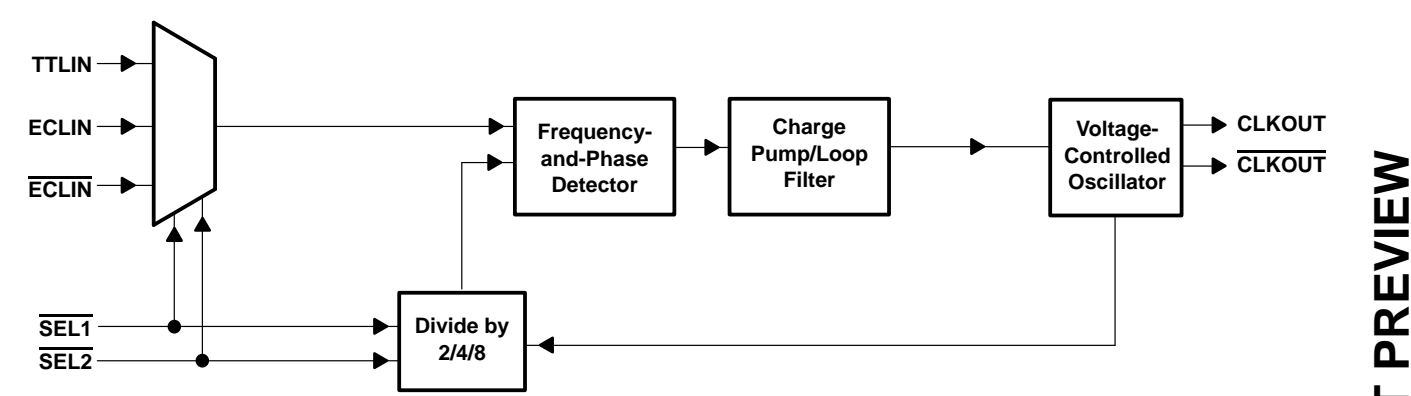 TTLIN
ECLIN
ECLIN
SEL1
SEL2
Frequency-
and-Phase
Detector
Charge
Pump/Loop
Filter
Voltage-
Controlled
Oscillator
CLKOUT
CLKOUT
Divide by
2/4/8
PREVIEW